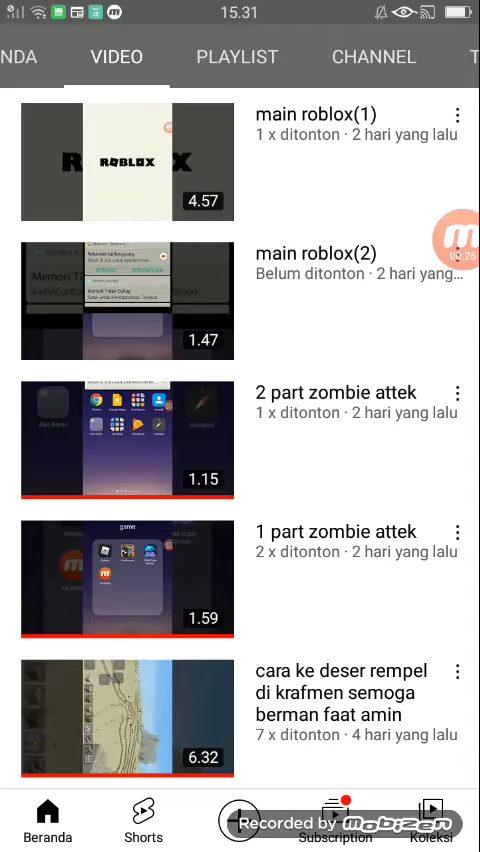 15.31
NDA VIDEO PLAYLIST CHANNEL T
ROBLOX
4.57
main roblox(1)
1 x ditonton · 2 hari yang lalu
1.47
main roblox(2)
Belum ditonton · 2 hari yang...
00:26
1.15
2 part zombie attek
1 x ditonton · 2 hari yang lalu
game
1.59
1 part zombie attek
2 x ditonton · 2 hari yang lalu
6.32
cara ke deser rempel
di krafmen semoga
berman faat amin
7 x ditonton · 4 hari yang lalu
Beranda
Shorts
Subscription
Koleksi
Recorded by mobizen